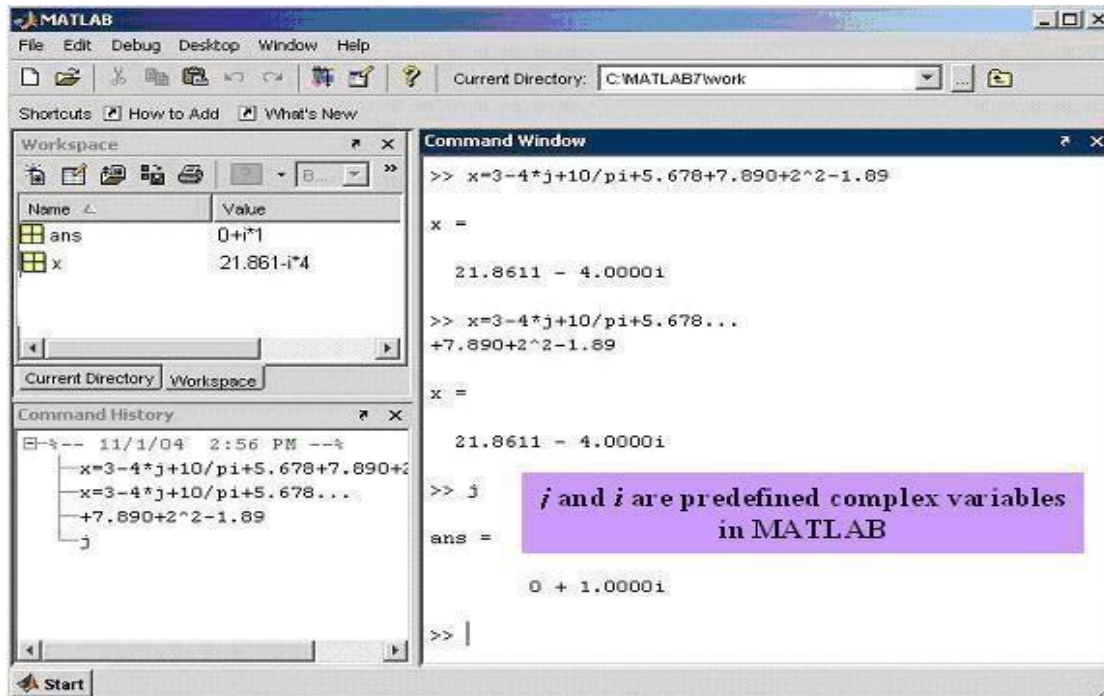 MATLAB
File Edit Debug Desktop Window Help
Current Directory: C:\MATLAB7\work
Shortcuts How to Add What's New
Workspace
B...
Name Value
ans 0+i*1
x 21.861-i*4
Current Directory Workspace
Command History
%-- 11/1/04 2:56 PM --%
x=3-4*j+10/pi+5.678+7.890+2
x=3-4*j+10/pi+5.678...
+7.890+2^2-1.89
j
Command Window
>> x=3-4*j+10/pi+5.678+7.890+2^2-1.89
x =
21.8611 - 4.0000i
>> x=3-4*j+10/pi+5.678...
+7.890+2^2-1.89
x =
21.8611 - 4.0000i
>> j
j and i are predefined complex variables
in MATLAB
ans =
0 + 1.0000i
>>
Start